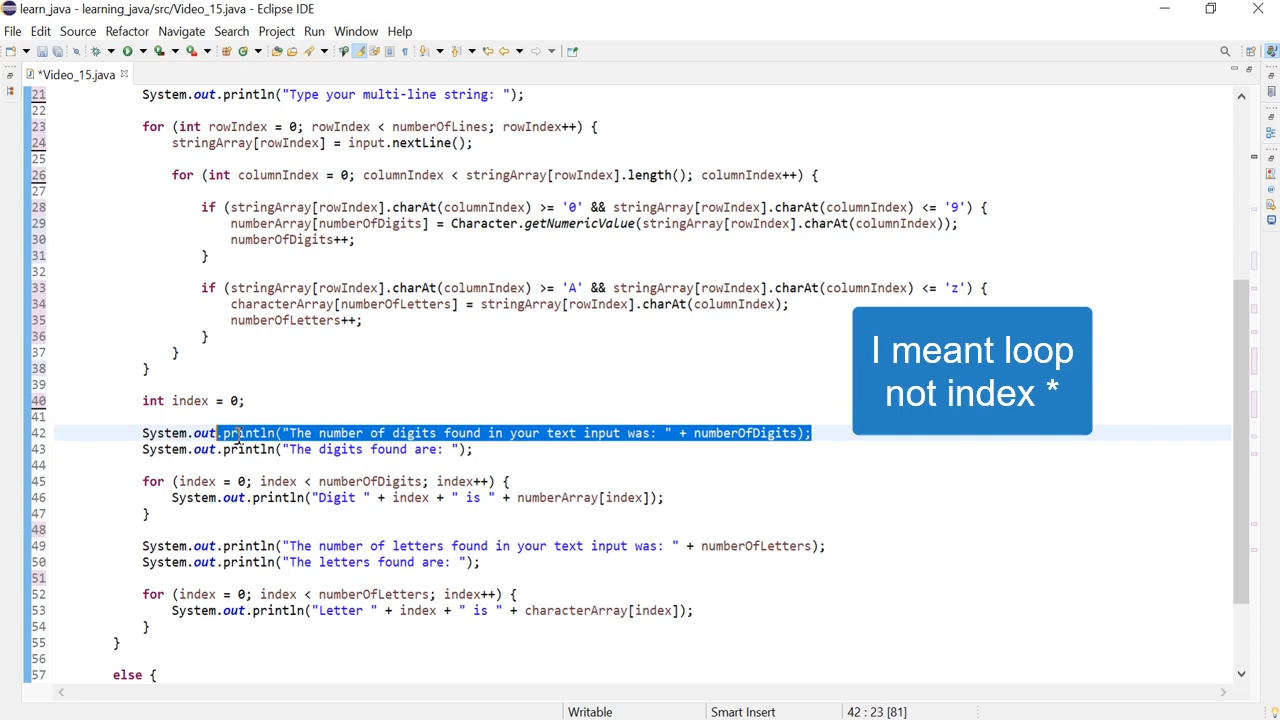 learn_java - learning_java/src/Video_15.java - Eclipse IDE
File Edit Source Refactor Navigate Search Project Run Window Help
*Video_15.java
21 System.out.println("Type your multi-line string: ");
22
23 for (int rowIndex = 0; rowIndex < numberOfLines; rowIndex++) {
24 stringArray[rowIndex] = input.nextLine();
25
26 for (int columnIndex = 0; columnIndex < stringArray[rowIndex].length(); columnIndex++) {
27
28 if (stringArray[rowIndex].charAt(columnIndex) >= '0' && stringArray[rowIndex].charAt(columnIndex) <= '9') {
29 numberArray[numberOfDigits] = Character.getNumericValue(stringArray[rowIndex].charAt(columnIndex));
30 numberOfDigits++;
31 }
32
33 if (stringArray[rowIndex].charAt(columnIndex) >= 'A' && stringArray[rowIndex].charAt(columnIndex) <= 'z') {
34 characterArray[numberOfLetters] = stringArray[rowIndex].charAt(columnIndex);
35 numberOfLetters++;
36 }
37 }
38 }
39
40 int index = 0;
41
42 System.out.println("The number of digits found in your text input was: " + numberOfDigits);
43 System.out.println("The digits found are: ");
44
45 for (index = 0; index < numberOfDigits; index++) {
46 System.out.println("Digit " + index + " is " + numberArray[index]);
47 }
48
49 System.out.println("The number of letters found in your text input was: " + numberOfLetters);
50 System.out.println("The letters found are: ");
51
52 for (index = 0; index < numberOfLetters; index++) {
53 System.out.println("Letter " + index + " is " + characterArray[index]);
54 }
55 }
56
57 else {
I meant loop
not index *
Writable Smart Insert 42 : 23 [81]